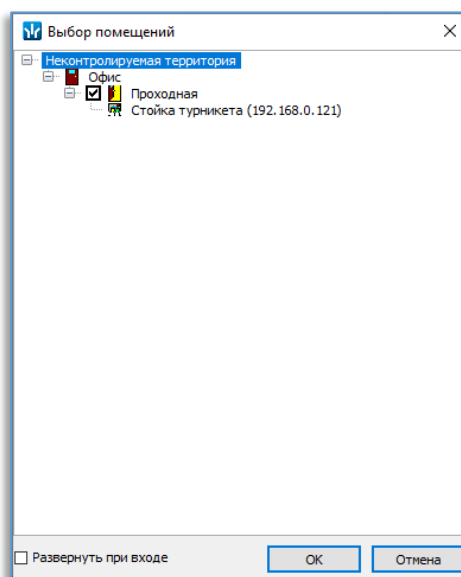 Выбор помещений
Неконтролируемая территория
Офис
Проходная
Стойка турникета (192.168.0.121)
Развернуть при входе
OK
Отмена